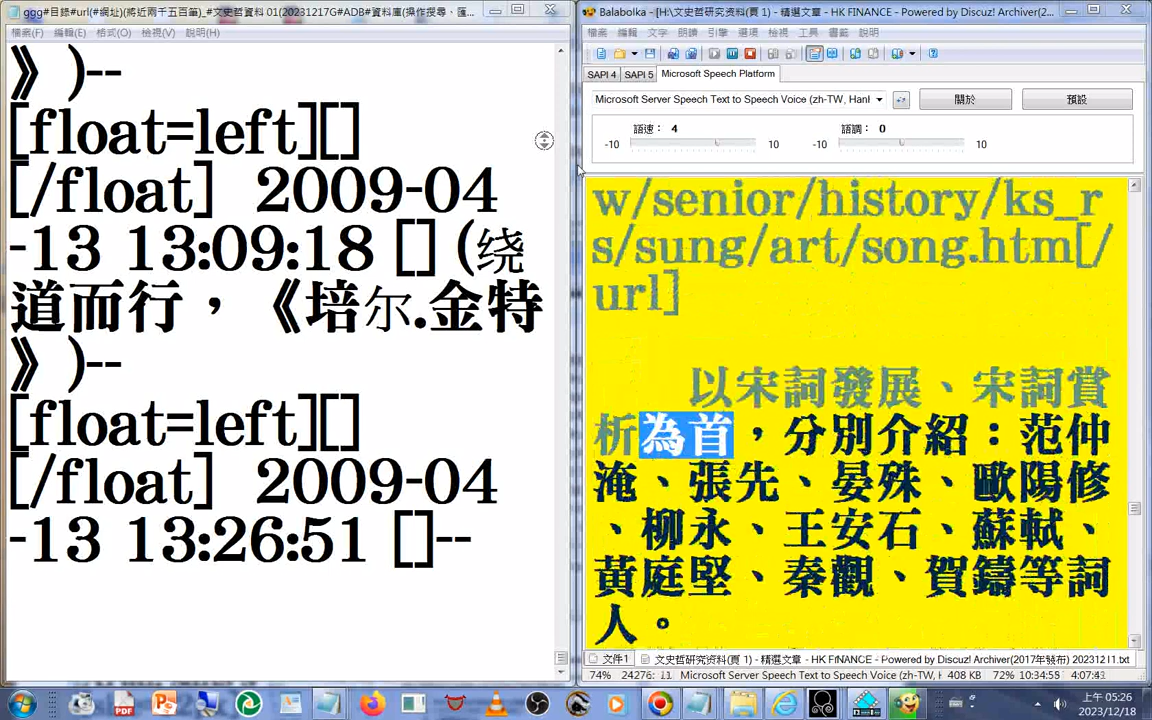 ggg#目錄#url(#網址)(將近兩千五百筆)_#文史哲資料 01(20231217G#ADB#資料庫(操作搜尋、匯...
檔案(F) 編輯(E) 格式(O) 檢視(V) 說明(H)
》)--
[float=left][]
[/float] 2009-04
-13 13:09:18 [] (绕
道而行，《培尔.金特
》)--
[float=left][]
[/float] 2009-04
-13 13:26:51 []--
Balabolka - [H:\文史哲研究资料(頁 1) - 精選文章 - HK FINANCE - Powered by Discuz! Archiver(2...
檔案 編輯 文字 朗讀 引擎 選項 檢視 工具 書籤 說明
SAPI 4 SAPI 5 Microsoft Speech Platform
Microsoft Server Speech Text to Speech Voice (zh-TW, Hanl
關於 預設
語速： 4 語調： 0
-10 10 -10 10
w/senior/history/ks_r
s/sung/art/song.htm[/
url]
以宋詞發展、宋詞賞
析為首，分別介紹：范仲
淹、張先、晏殊、歐陽修
、柳永、王安石、蘇軾、
黃庭堅、秦觀、賀鑄等詞
人。
文件1 文史哲研究资料(頁 1) - 精選文章 - HK FINANCE - Powered by Discuz! Archiver(2017年發布) 20231211.txt
74% 24276: 11 Microsoft Server Speech Text to Speech Voice (zh-TW, H 408 KB 72% 10:34:58 4:07:43
上午 05:26
2023/12/18